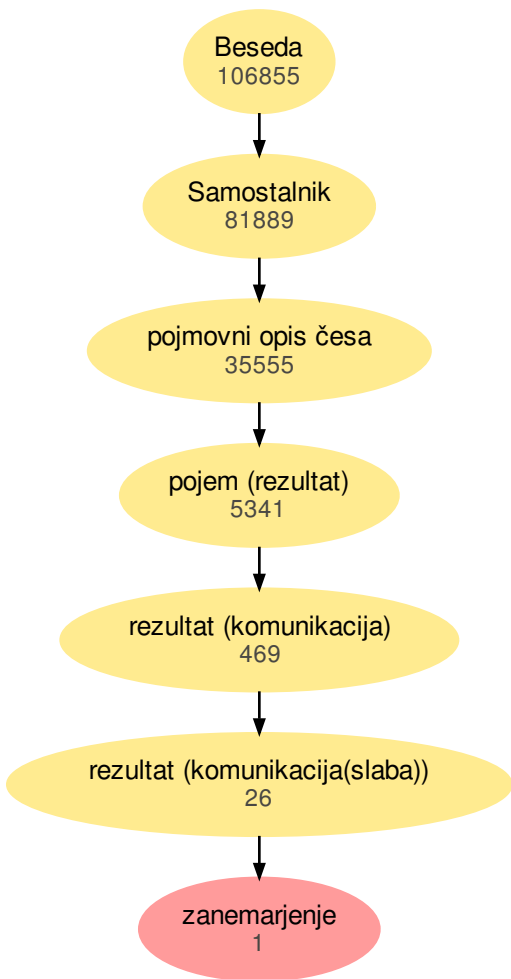 Beseda
106855
Samostalnik
81889
pojmovni opis česa
35555
pojem (rezultat)
5341
rezultat (komunikacija)
469
rezultat (komunikacija(slaba))
26
zanemarjenje
1